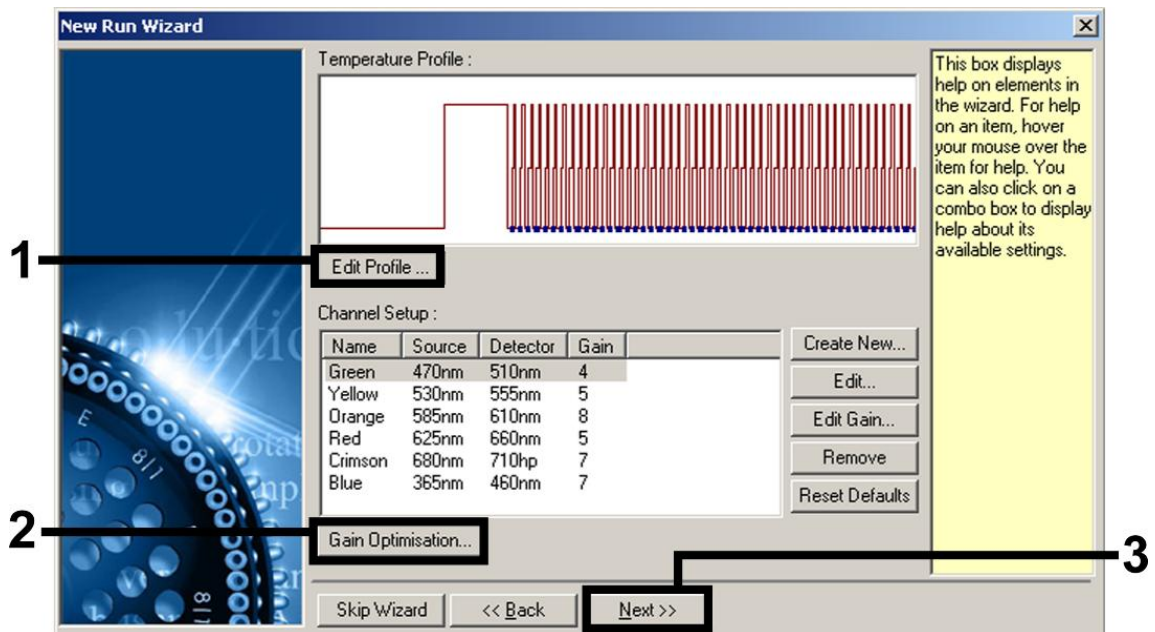 New Run Wizard
Temperature Profile :
This box displays
help on elements in
the wizard. For help
on an item, hover
your mouse over the
item for help. You
can also click on a
combo box to display
help about its
available settings.
1
Edit Profile ...
Channel Setup :
Name Source Detector Gain
Green 470nm 510nm 4
Yellow 530nm 555nm 5
Orange 585nm 610nm 8
Red 625nm 660nm 5
Crimson 680nm 710hp 7
Blue 365nm 460nm 7
Create New...
Edit...
Edit Gain...
Remove
Reset Defaults
2
Gain Optimisation...
3
Skip Wizard
<< Back
Next >>